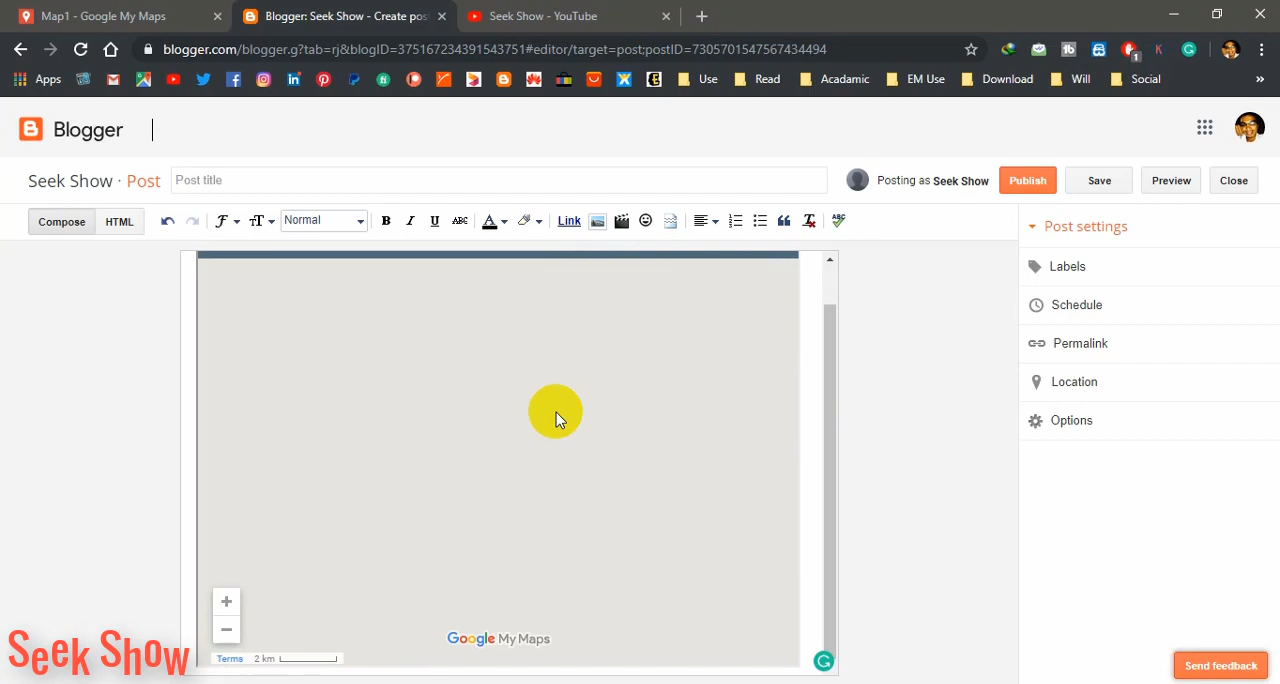 Map1 - Google My Maps
Blogger: Seek Show - Create pos
Seek Show - YouTube
blogger.com/blogger.g?tab=rj&blogID=375167234391543751#editor/target=post;postID=7305701547567434494
1
Apps
Use
Read
Acadamic
EM Use
Download
Will
Social
Blogger
Seek Show · Post
Post title
Posting as Seek Show
Publish
Save
Preview
Close
Compose
HTML
Normal
B I U ABC
A
Link
ABC
Post settings
Labels
Schedule
Permalink
Location
Options
+
−
Google My Maps
Terms 2 km
Seek Show
Send feedback